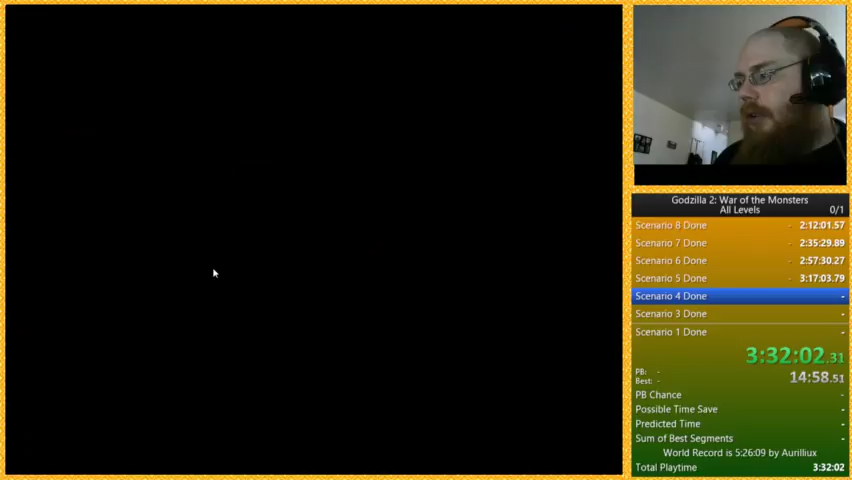 Godzilla 2: War of the Monsters
All Levels 0/1
Scenario 8 Done - 2:12:01.57
Scenario 7 Done - 2:35:29.89
Scenario 6 Done - 2:57:30.27
Scenario 5 Done - 3:17:03.79
Scenario 4 Done -
Scenario 3 Done -
Scenario 1 Done -
3:32:02.31
PB: -
Best: - 14:58.51
PB Chance -
Possible Time Save -
Predicted Time -
Sum of Best Segments -
World Record is 5:26:09 by Aurilliux
Total Playtime 3:32:02